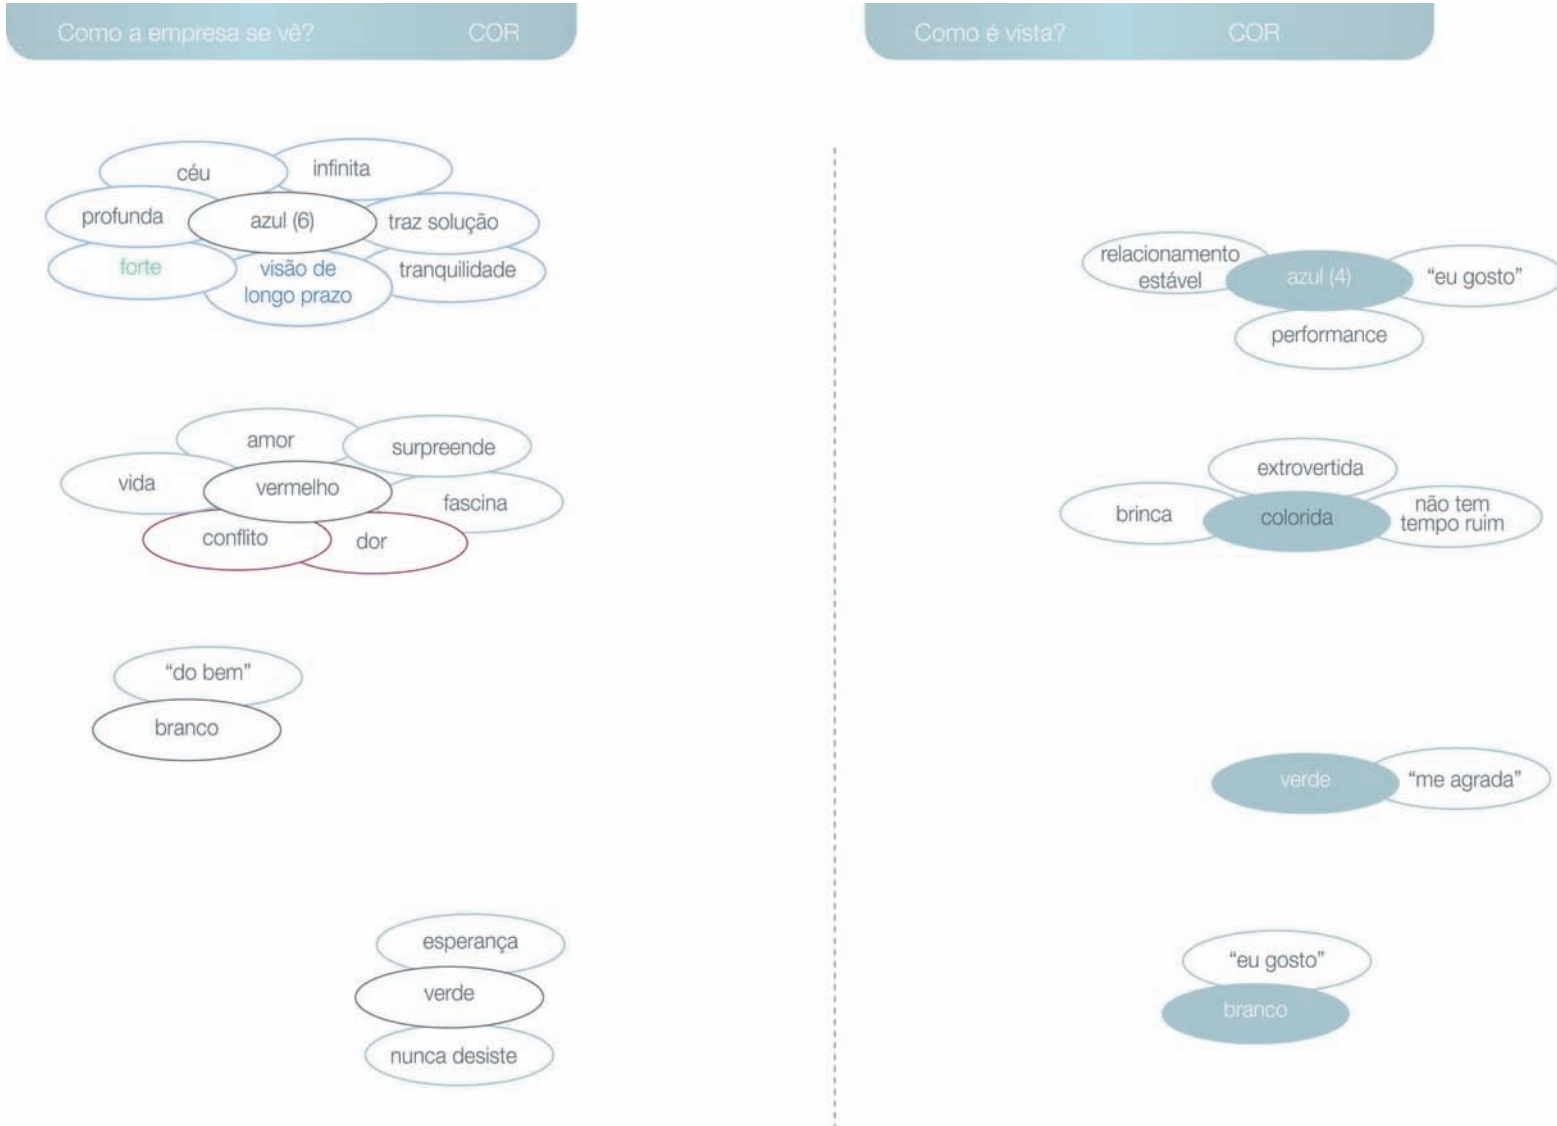 Como a empresa se vê? COR
céu
infinita
profunda
azul (6)
traz solução
forte
visão de
longo prazo
tranquilidade
amor
surpreende
vida
vermelho
fascina
conflito
dor
“do bem”
branco
esperança
verde
nunca desiste
Como é vista? COR
relacionamento
estável
azul (4)
“eu gosto”
performance
extrovertida
brinca
colorida
não tem
tempo ruim
verde
“me agrada”
“eu gosto”
branco